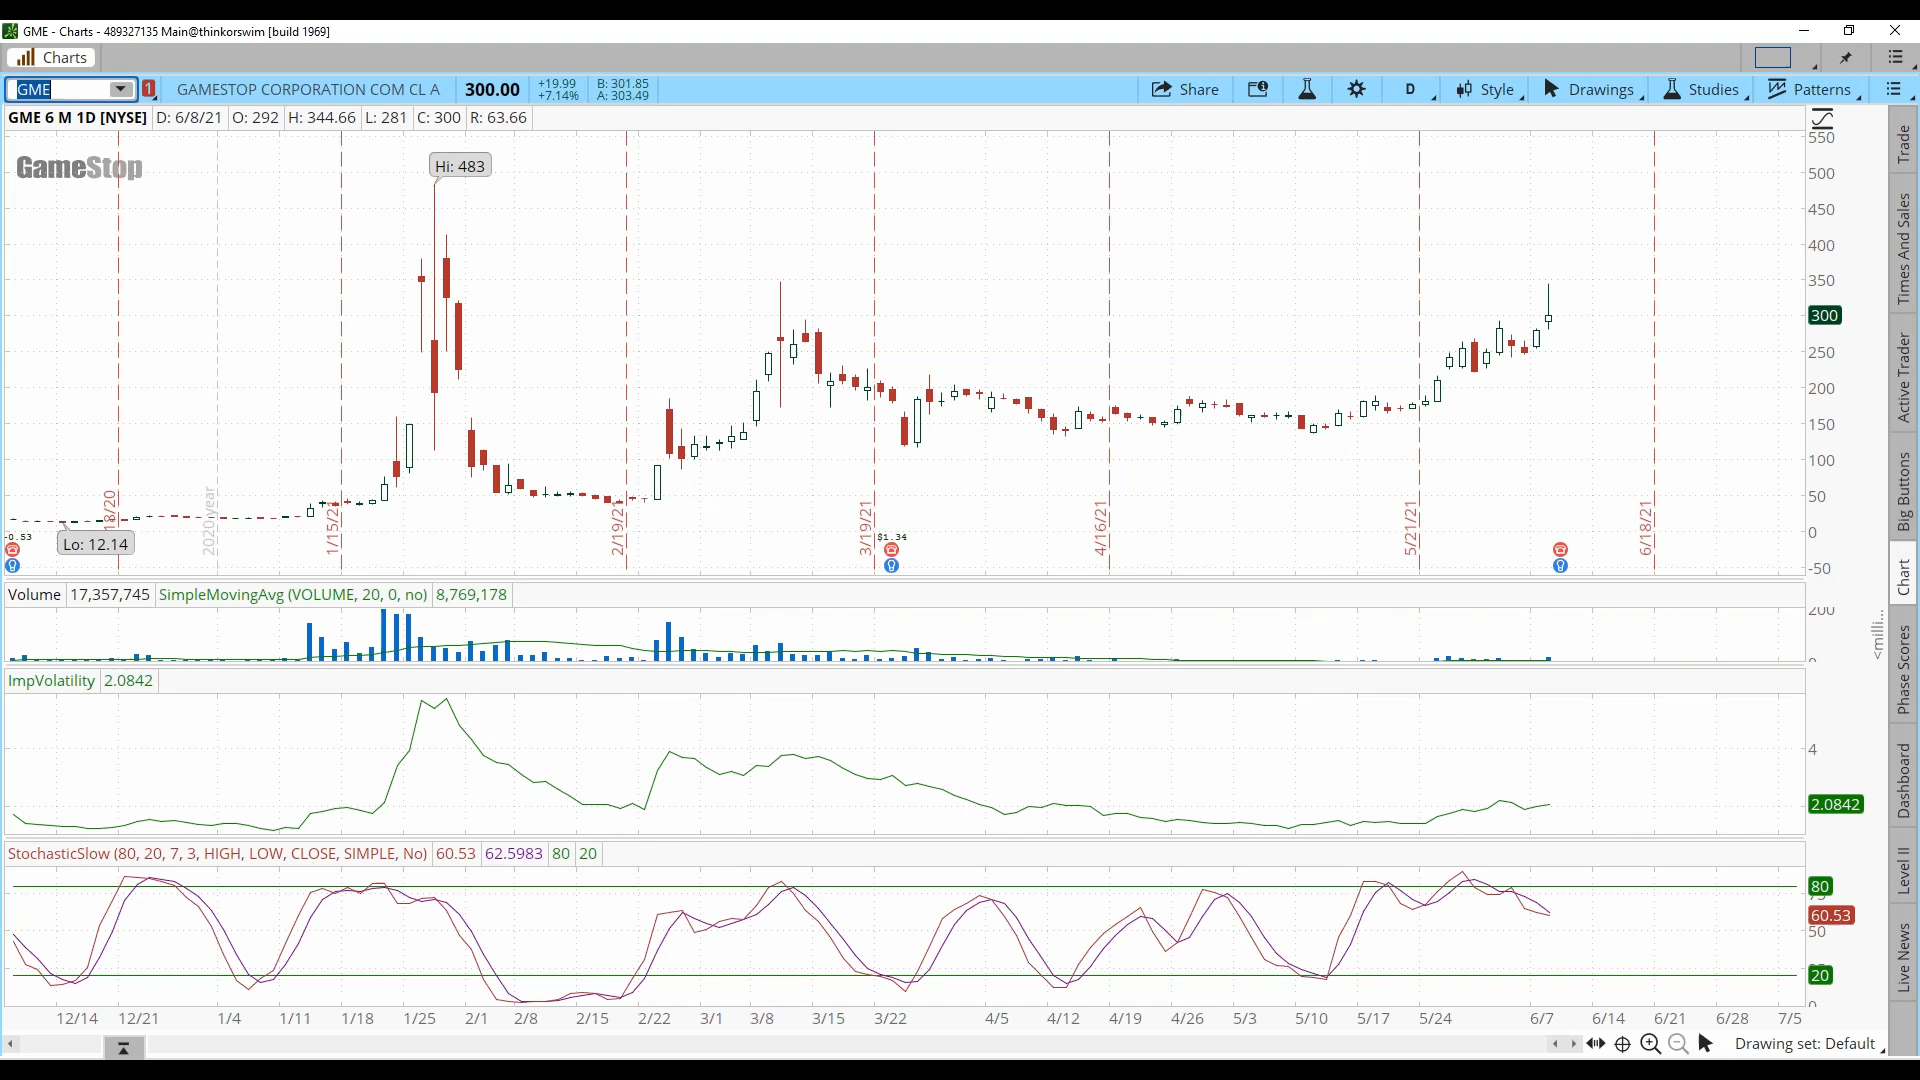 GME - Charts - 489327135 Main@thinkorswim [build 1969]
Charts
GME 1 GAMESTOP CORPORATION COM CL A 300.00 +19.99 +7.14% B: 301.85 A: 303.49 Share D Style Drawings Studies Patterns
GME 6 M 1D [NYSE] D: 6/8/21 O: 292 H: 344.66 L: 281 C: 300 R: 63.66
GameStop
Hi: 483
Lo: 12.14
-0.53
$1.34
18/20
2020 year
1/15/2
2/19/21
3/19/21
4/16/21
5/21/21
6/18/21
550
500
450
400
350
300
250
200
150
100
50
0
-50
Volume 17,357,745 SimpleMovingAvg (VOLUME, 20, 0, no) 8,769,178
200
0
<milli...
ImpVolatility 2.0842
4
2.0842
StochasticSlow (80, 20, 7, 3, HIGH, LOW, CLOSE, SIMPLE, No) 60.53 62.5983 80 20
80
60.53
50
20
0
12/14 12/21 1/4 1/11 1/18 1/25 2/1 2/8 2/15 2/22 3/1 3/8 3/15 3/22 4/5 4/12 4/19 4/26 5/3 5/10 5/17 5/24 6/7 6/14 6/21 6/28 7/5
Drawing set: Default
Trade
Times And Sales
Active Trader
Big Buttons
Chart
Phase Scores
Dashboard
Level II
Live News